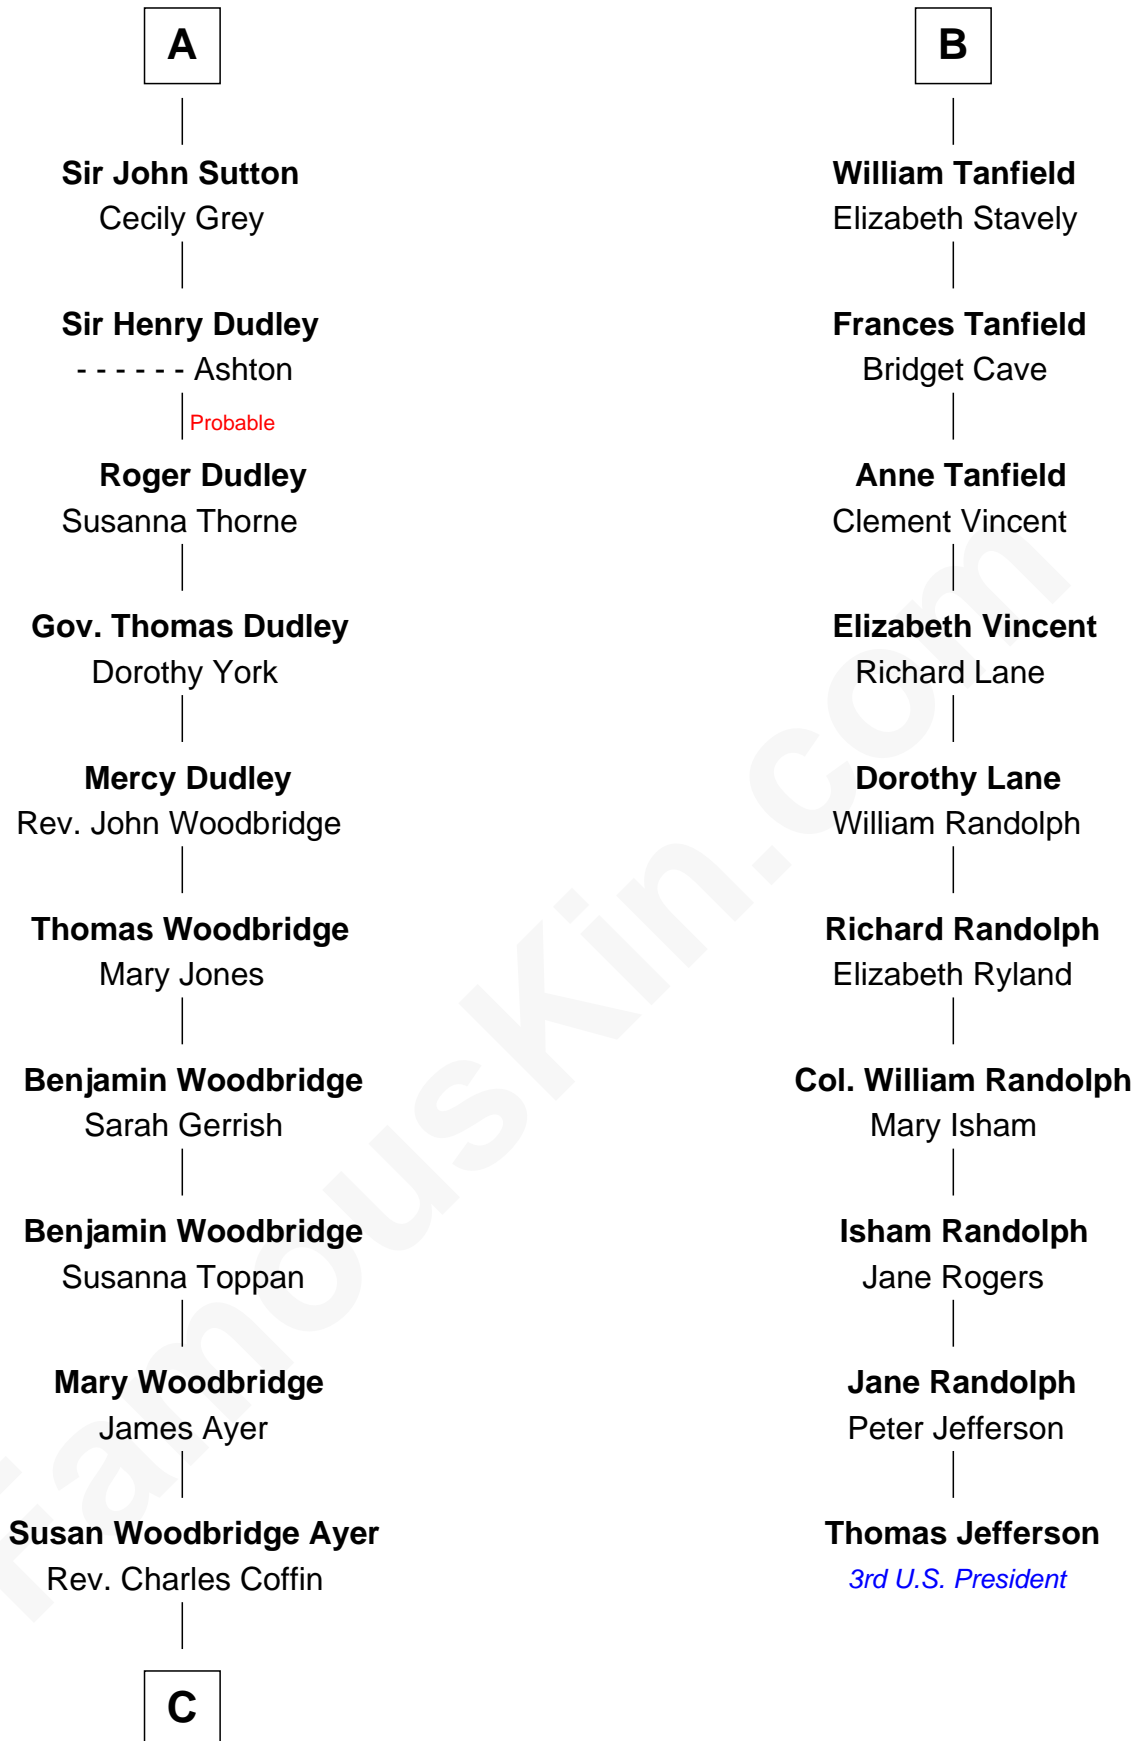 A
Sir John Sutton
Cecily Grey
Sir Henry Dudley
- - - - - - Ashton
Probable
Roger Dudley
Susanna Thorne
Gov. Thomas Dudley
Dorothy York
Mercy Dudley
Rev. John Woodbridge
Thomas Woodbridge
Mary Jones
Benjamin Woodbridge
Sarah Gerrish
Benjamin Woodbridge
Susanna Toppan
Mary Woodbridge
James Ayer
Susan Woodbridge Ayer
Rev. Charles Coffin
C
B
William Tanfield
Elizabeth Stavely
Frances Tanfield
Bridget Cave
Anne Tanfield
Clement Vincent
Elizabeth Vincent
Richard Lane
Dorothy Lane
William Randolph
Richard Randolph
Elizabeth Ryland
Col. William Randolph
Mary Isham
Isham Randolph
Jane Rogers
Jane Randolph
Peter Jefferson
Thomas Jefferson
3rd U.S. President
FamousKin.com